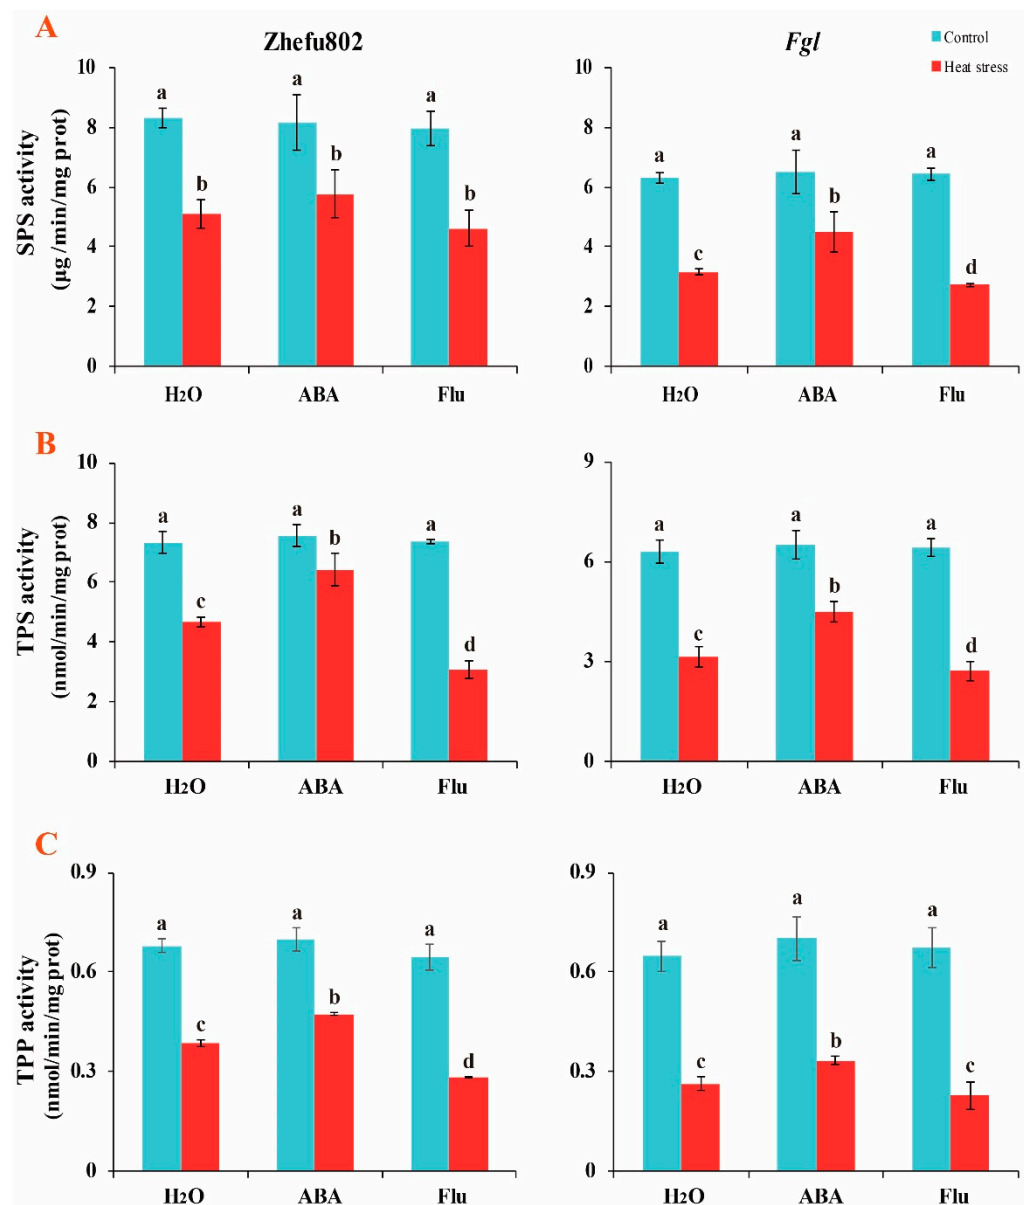 A
Zhefu802
Fgl
Control
Heat stress
SPS activity
(μg /min/mg prot)
10
8
6
4
2
0
a
b
a
b
a
b
H2O
ABA
Flu
10
8
6
4
2
0
a
c
a
b
a
d
H2O
ABA
Flu
B
TPS activity
(nmol/min/mg prot)
10
8
6
4
2
0
a
c
a
b
a
d
H2O
ABA
Flu
9
6
3
0
a
c
a
b
a
d
H2O
ABA
Flu
C
TPP activity
(nmol/min/mg prot)
0.9
0.6
0.3
0
a
c
a
b
a
d
H2O
ABA
Flu
0.9
0.6
0.3
0
a
c
a
b
a
c
H2O
ABA
Flu